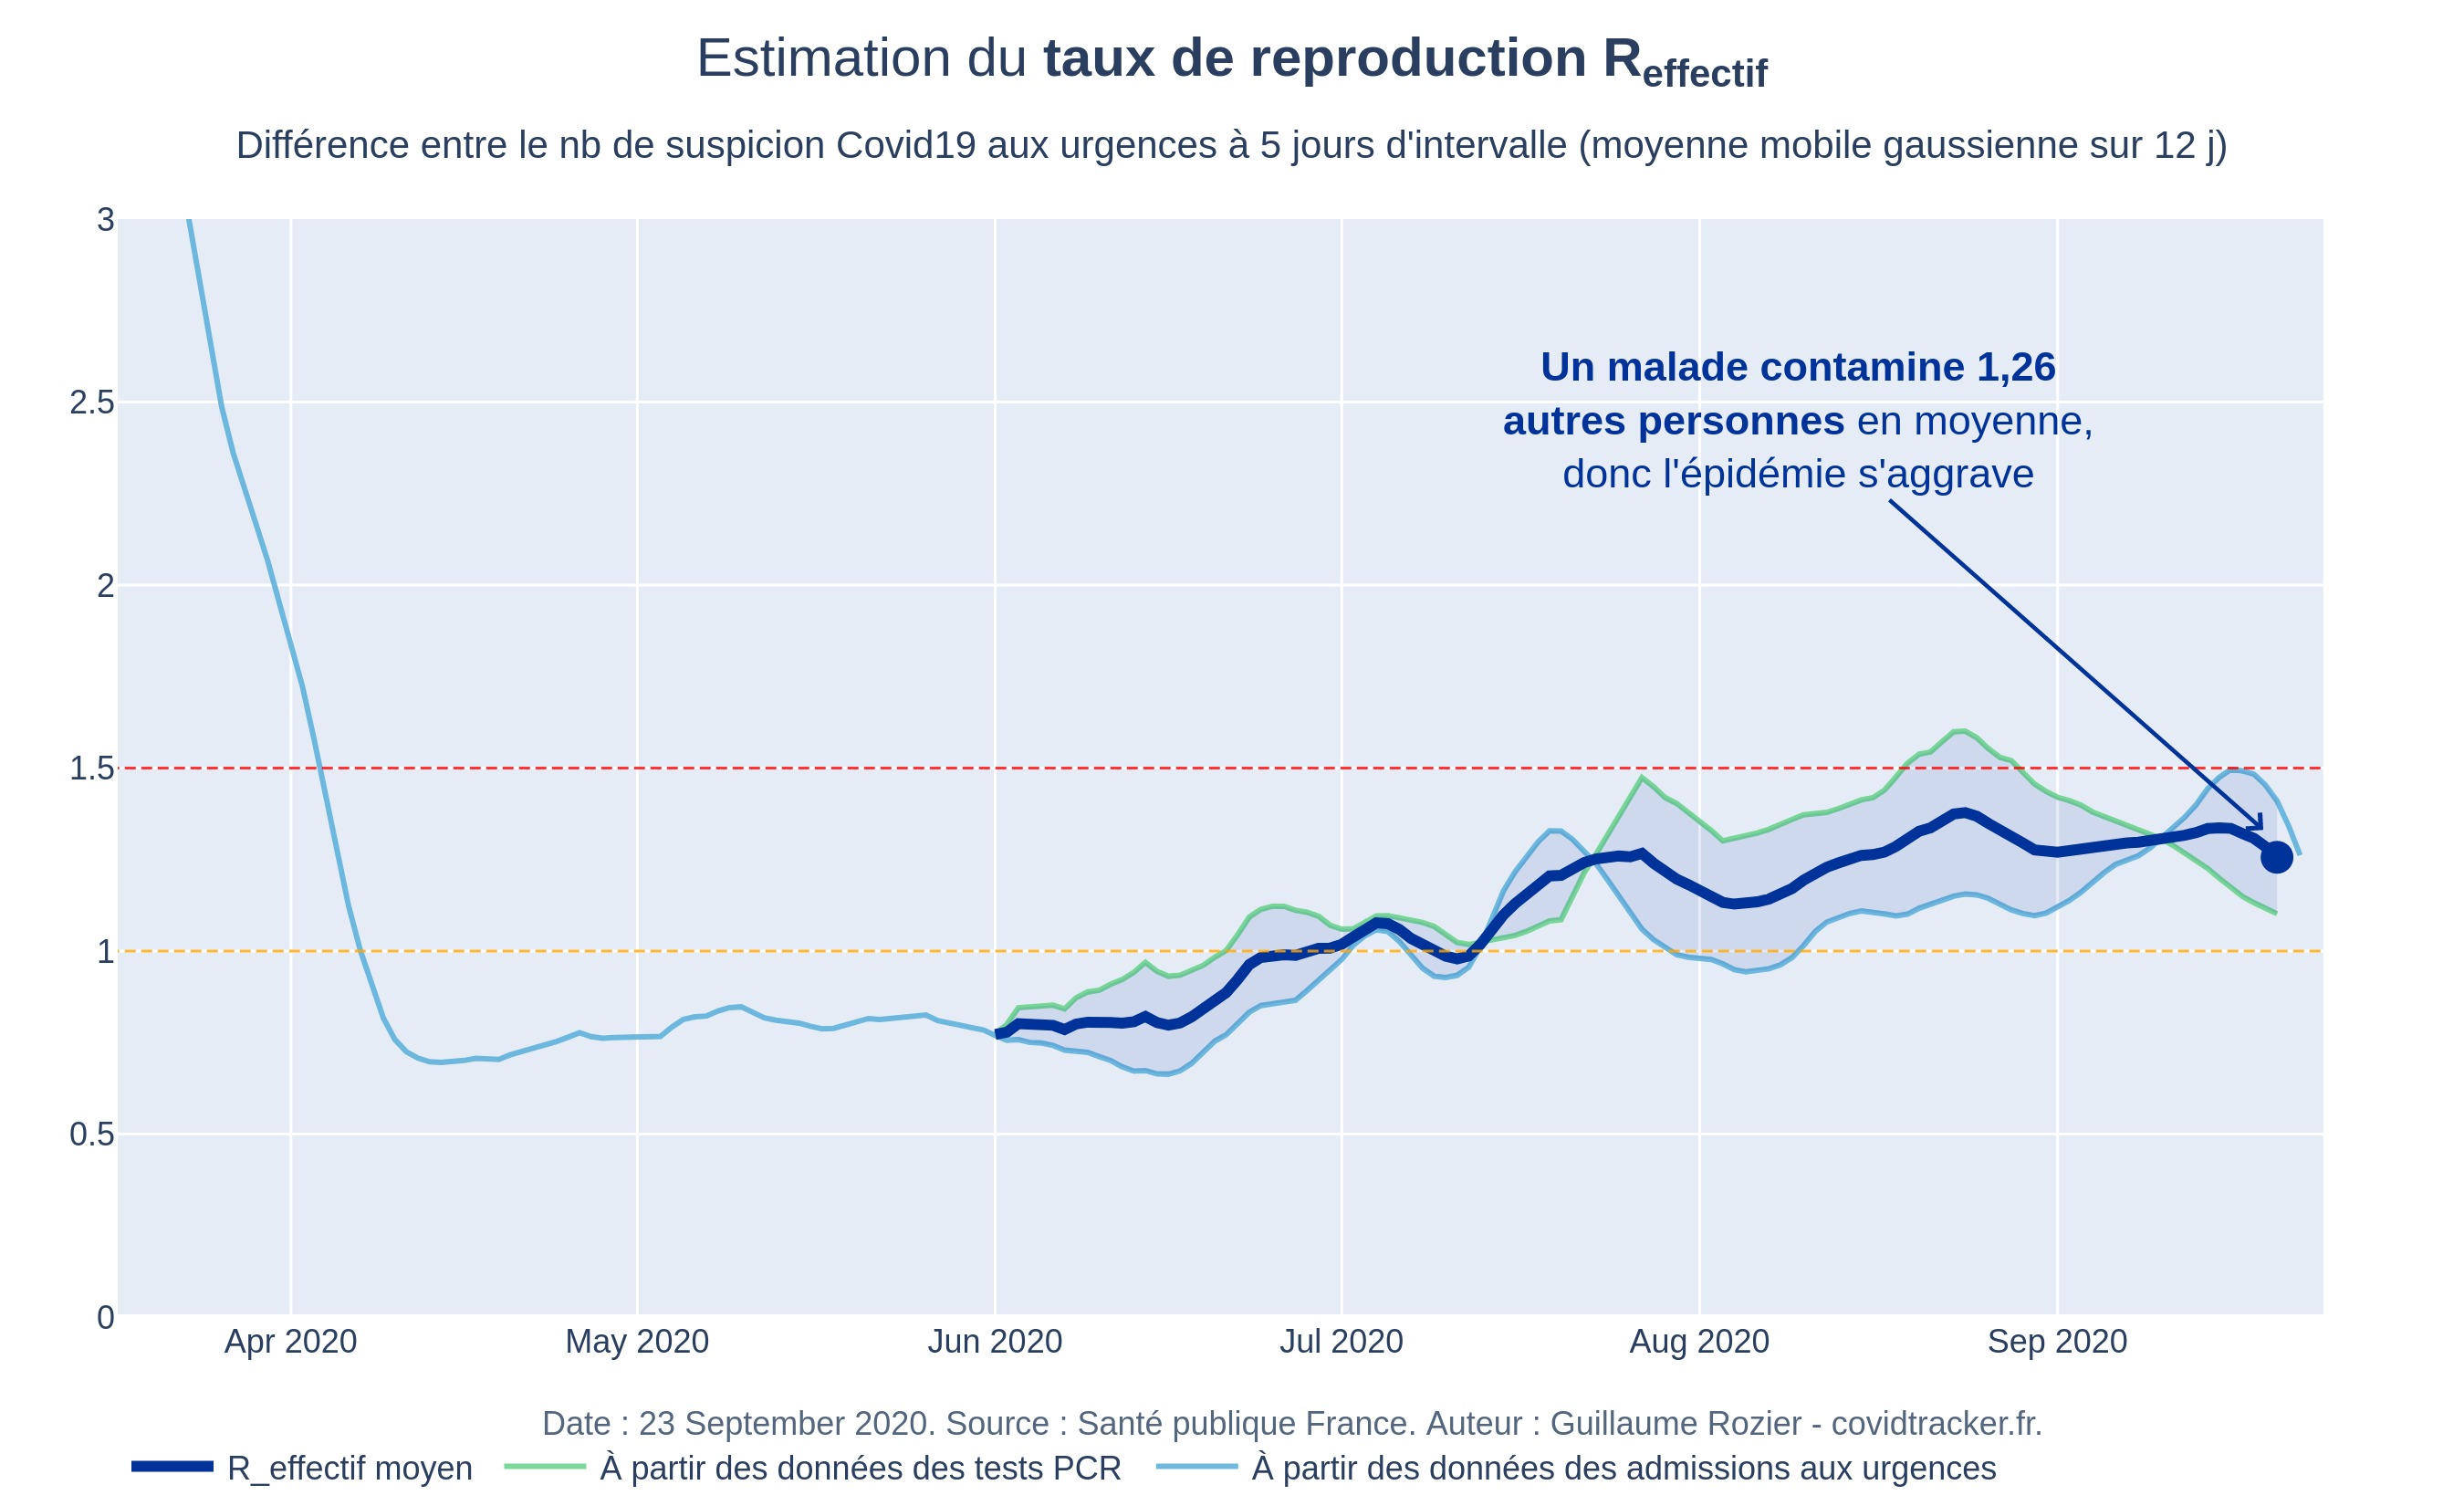 Estimation du taux de reproduction Reffectif
Différence entre le nb de suspicion Covid19 aux urgences à 5 jours d'intervalle (moyenne mobile gaussienne sur 12 j)
3
2.5
2
1.5
1
0.5
0
Un malade contamine 1,26
autres personnes en moyenne,
donc l'épidémie s'aggrave
Apr 2020 May 2020 Jun 2020 Jul 2020 Aug 2020 Sep 2020
Date : 23 September 2020. Source : Santé publique France. Auteur : Guillaume Rozier - covidtracker.fr.
R_effectif moyen À partir des données des tests PCR À partir des données des admissions aux urgences